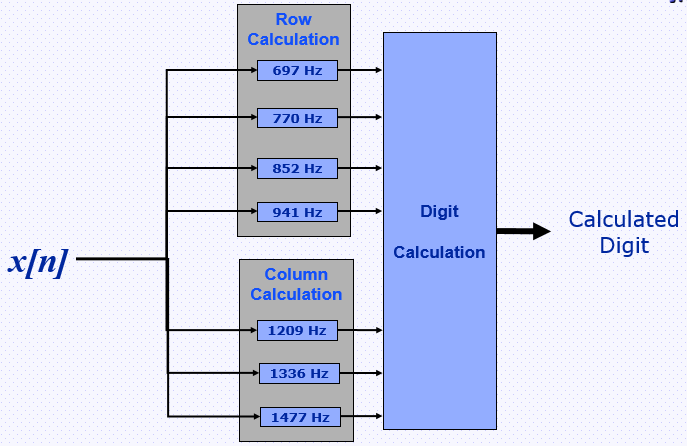 Row
Calculation
697 Hz
770 Hz
852 Hz
941 Hz
x[n]
Column
Calculation
1209 Hz
1336 Hz
1477 Hz
Digit
Calculation
Calculated
Digit